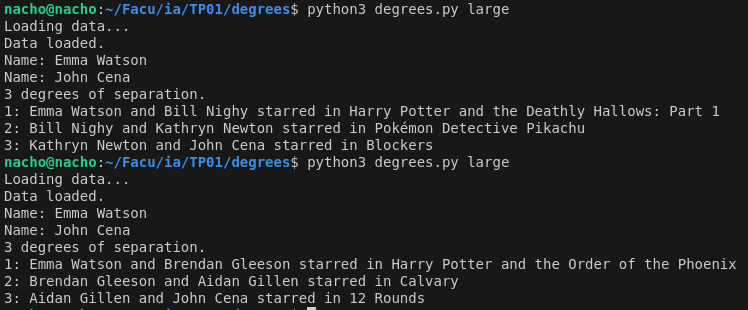 nacho@nacho:~/Facu/ia/TP01/degrees$ python3 degrees.py large
Loading data...
Data loaded.
Name: Emma Watson
Name: John Cena
3 degrees of separation.
1: Emma Watson and Bill Nighy starred in Harry Potter and the Deathly Hallows: Part 1
2: Bill Nighy and Kathryn Newton starred in Pokémon Detective Pikachu
3: Kathryn Newton and John Cena starred in Blockers
nacho@nacho:~/Facu/ia/TP01/degrees$ python3 degrees.py large
Loading data...
Data loaded.
Name: Emma Watson
Name: John Cena
3 degrees of separation.
1: Emma Watson and Brendan Gleeson starred in Harry Potter and the Order of the Phoenix
2: Brendan Gleeson and Aidan Gillen starred in Calvary
3: Aidan Gillen and John Cena starred in 12 Rounds